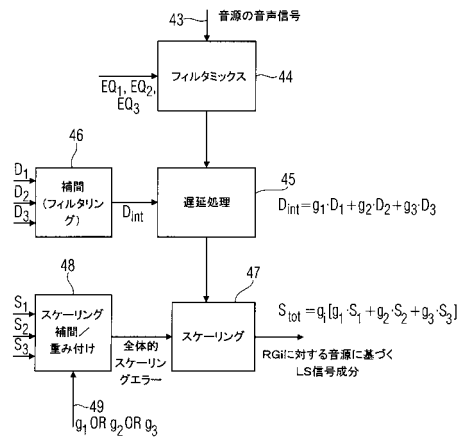 43
音源の音声信号
フィルタミックス
44
EQ1, EQ2,
EQ3
46
補間
(フィルタリン
グ)
D1
D2
D3
Dint
遅延処理
45
Dint=g1·D1+g2·D2+g3·D3
48
スケーリング
補間/
重み付け
S1
S2
S3
全体的
スケーリン
グエラー
47
スケーリング
Stot=gi[g1·S1+g2·S2+g3·S3]
RGiに対する音源に基づく
LS信号成分
49
g1 OR g2 OR g3